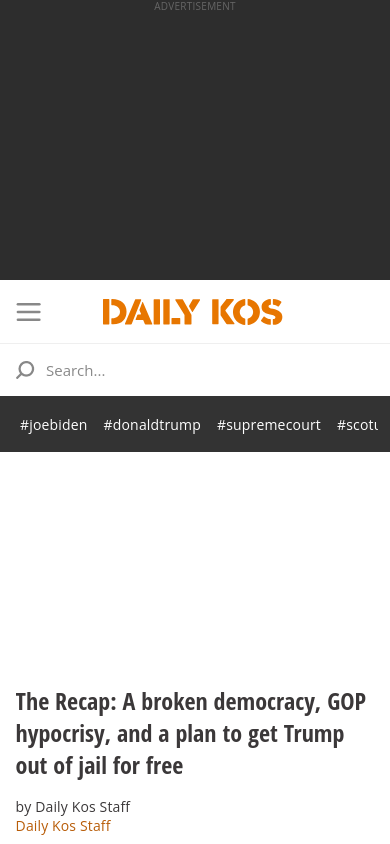 ADVERTISEMENT
DAILY KOS
Search...
#joebiden #donaldtrump #supremecourt #scotu
The Recap: A broken democracy, GOP
hypocrisy, and a plan to get Trump
out of jail for free
by Daily Kos Staff
Daily Kos Staff